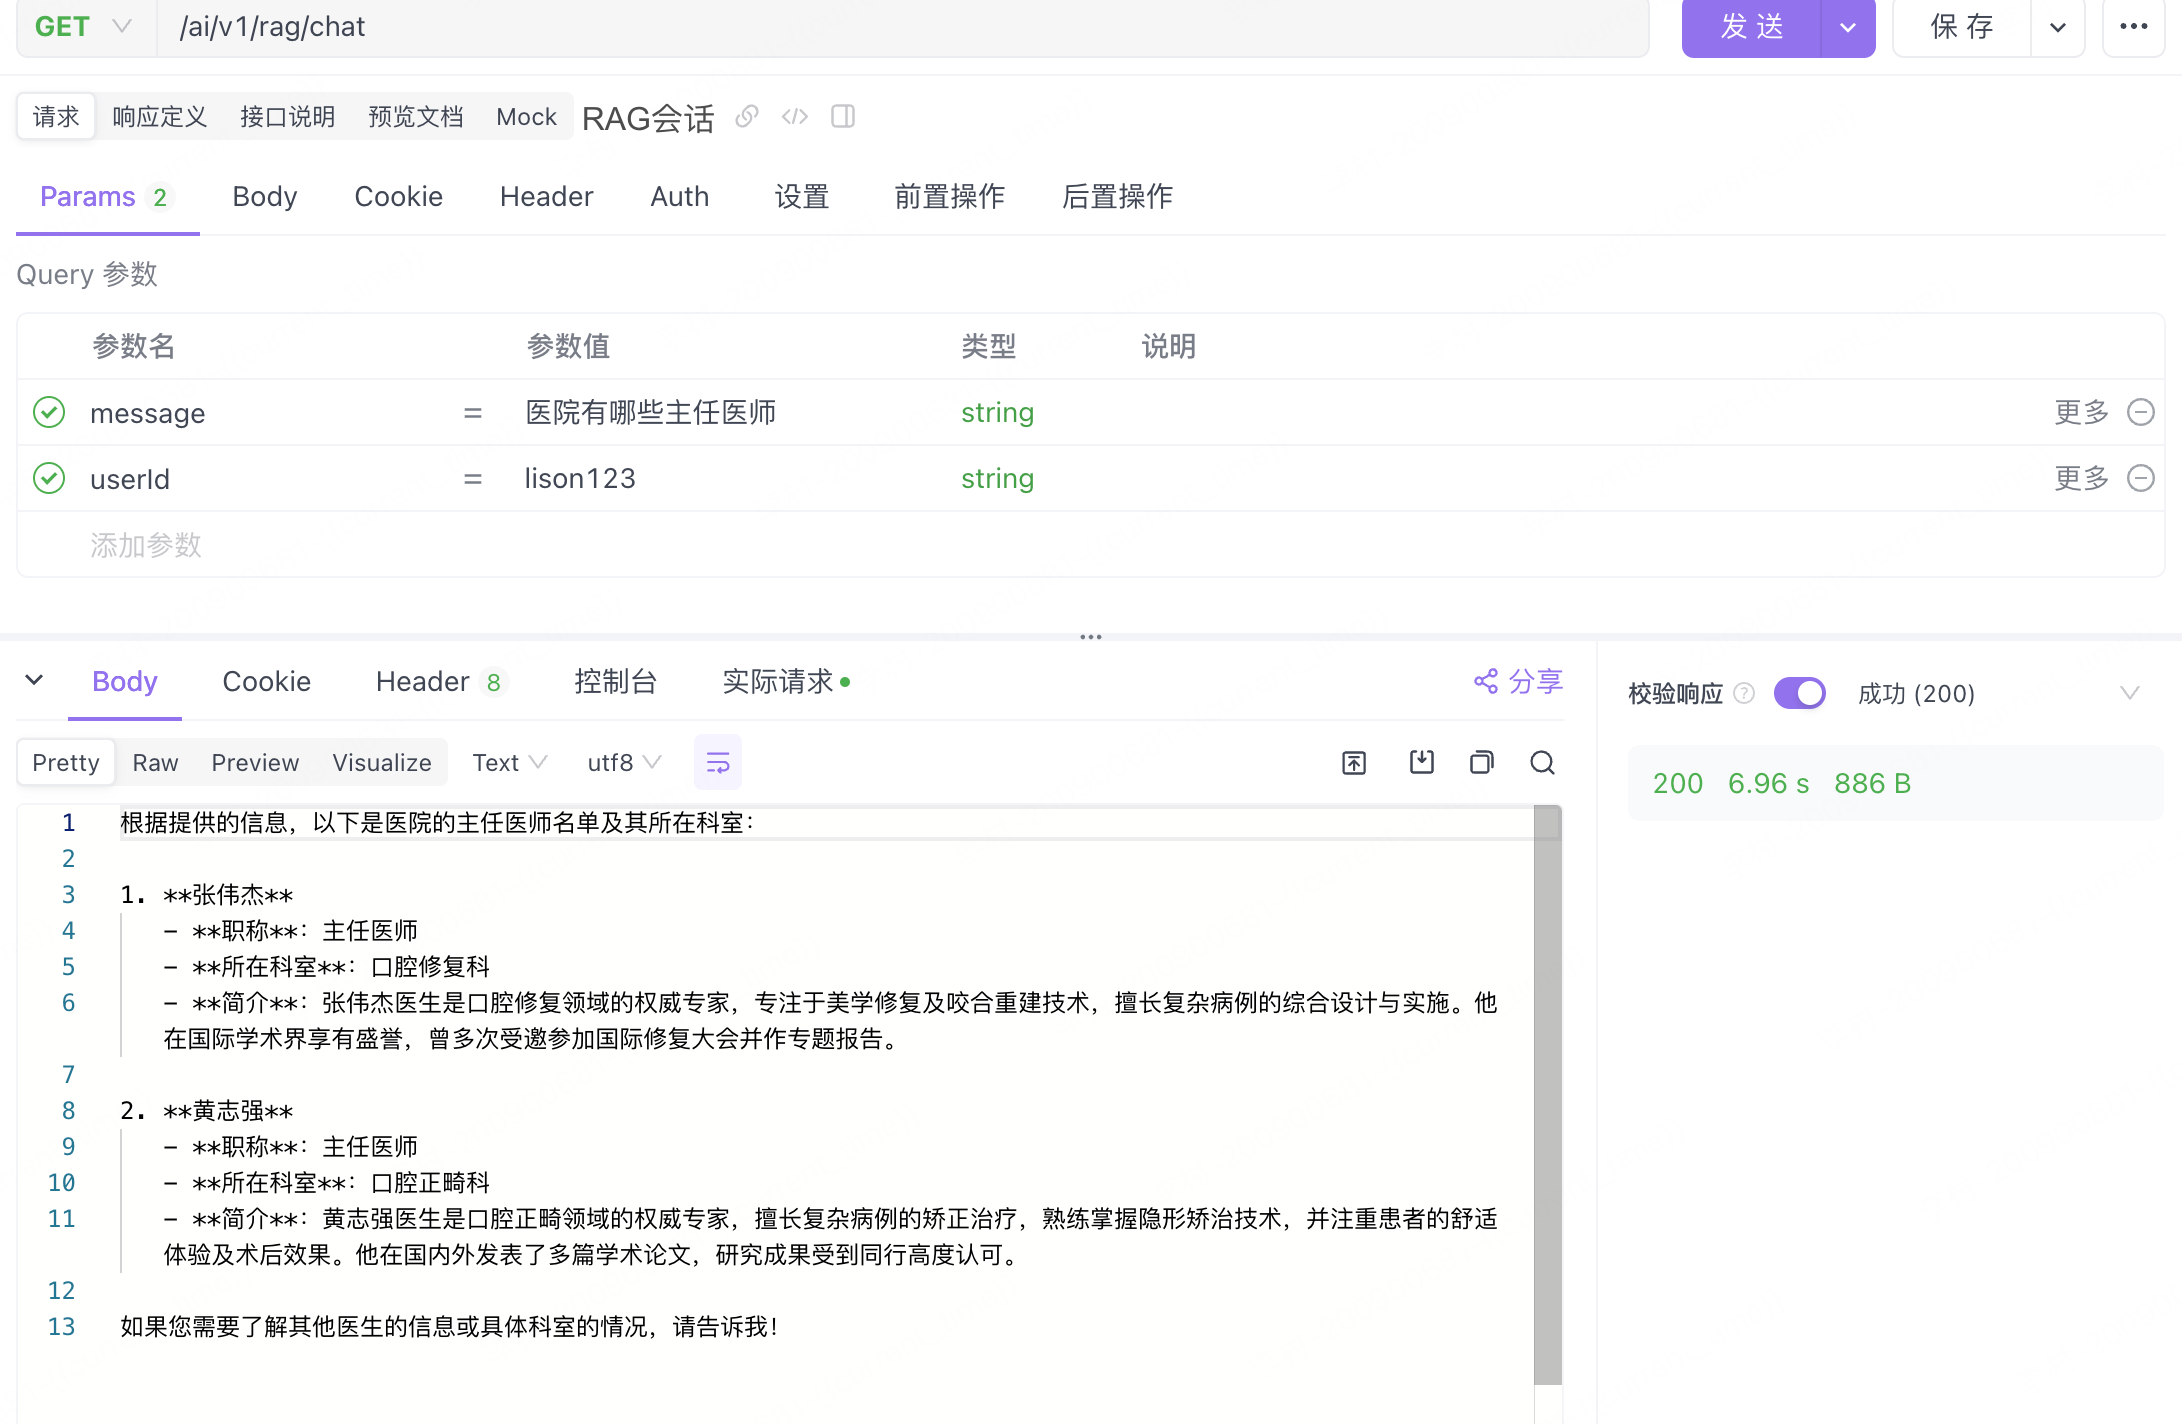 GET /ai/v1/rag/chat 发 送 保 存
请求 响应定义 接口说明 预览文档 Mock RAG会话
Params 2 Body Cookie Header Auth 设置 前置操作 后置操作
Query 参数
参数名 参数值 类型 说明
message = 医院有哪些主任医师 string 更多
userId = lison123 string 更多
添加参数
Body Cookie Header 8 控制台 实际请求 分享
校验响应 成功 (200)
Pretty Raw Preview Visualize Text utf8
200 6.96 s 886 B
1 根据提供的信息，以下是医院的主任医师名单及其所在科室：
2
3 1. **张伟杰**
4 - **职称**：主任医师
5 - **所在科室**：口腔修复科
6 - **简介**：张伟杰医生是口腔修复领域的权威专家，专注于美学修复及咬合重建技术，擅长复杂病例的综合设计与实施。他
在国际学术界享有盛誉，曾多次受邀参加国际修复大会并作专题报告。
7
8 2. **黄志强**
9 - **职称**：主任医师
10 - **所在科室**：口腔正畸科
11 - **简介**：黄志强医生是口腔正畸领域的权威专家，擅长复杂病例的矫正治疗，熟练掌握隐形矫治技术，并注重患者的舒适
体验及术后效果。他在国内外发表了多篇学术论文，研究成果受到同行高度认可。
12
13 如果您需要了解其他医生的信息或具体科室的情况，请告诉我！